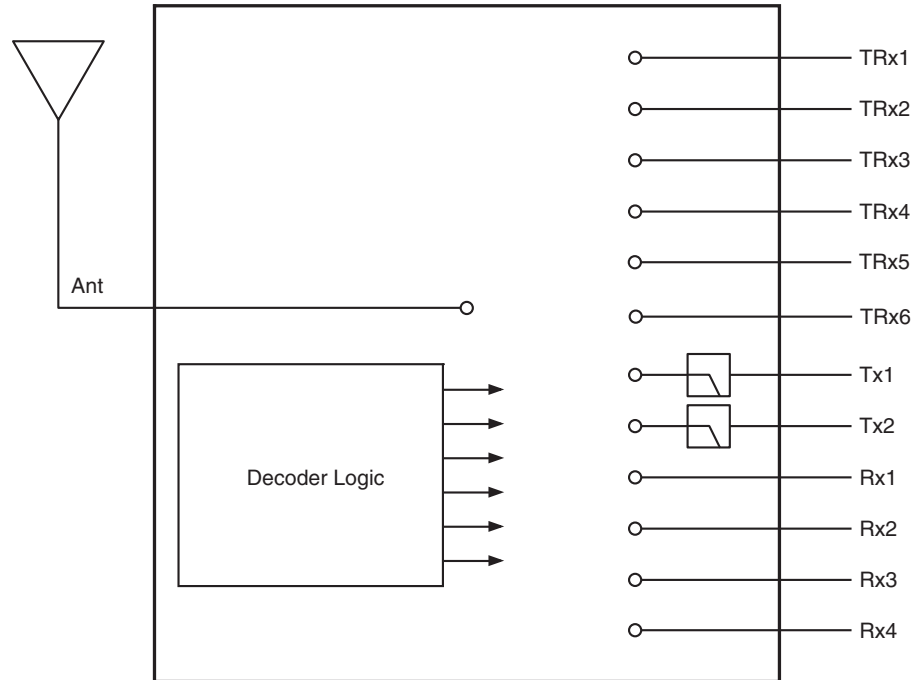 TRx1
TRx2
TRx3
TRx4
TRx5
Ant
TRx6
Tx1
Tx2
Decoder Logic
Rx1
Rx2
Rx3
Rx4